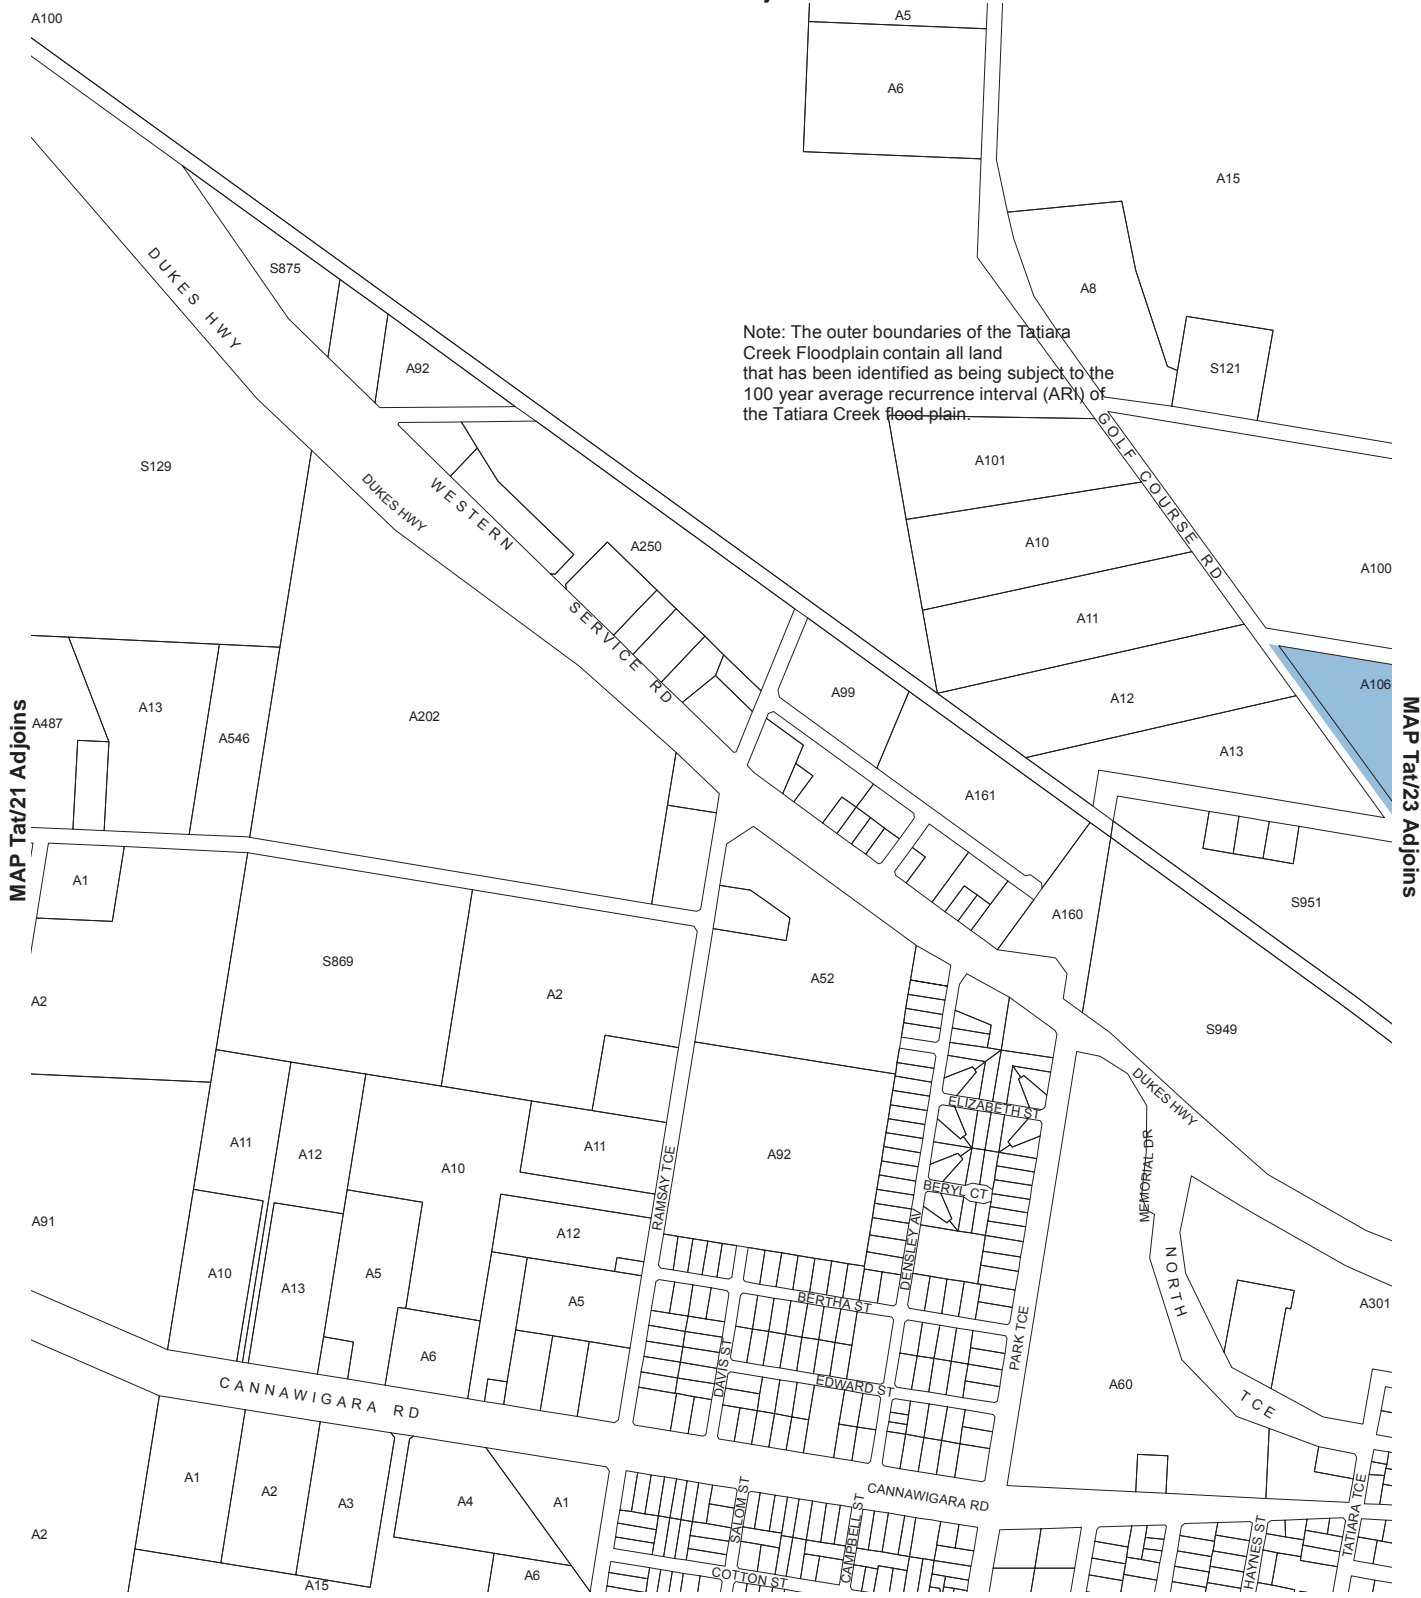 A100
A5
A6
A15
S875
DUKES HWY
A8
Note: The outer boundaries of the Tatiara
Creek Floodplain contain all land
that has been identified as being subject to the
100 year average recurrence interval (ARI) of
the Tatiara Creek flood plain.
A92
S121
S129
DUKES HWY
WESTERN
SERVICE RD
A250
A101
GOLF COURSE RD
A10
A100
A11
A106
A12
A13
MAP Tat/21 Adjoins
MAP Tat/23 Adjoins
A487
A13
A546
A202
A99
A161
A1
A160
S951
S869
A2
A2
A52
S949
DUKES HWY
ELIZABETH ST
A11
A12
A10
A11
RAMSAY TCE
A92
BERYL CT
MEMORIAL DR
A91
A12
DENSLEY AV
NORTH
TCE
A10
A13
A5
A5
BERTHA ST
A301
A6
DAVIS ST
EDWARD ST
PARK TCE
A60
CANNAWIGARA RD
CANNAWIGARA RD
A1
A2
A3
A4
A1
SALOM ST
CAMPBELL ST
HAYNES ST
TATIARA TCE
A2
A15
A6
COTTON ST